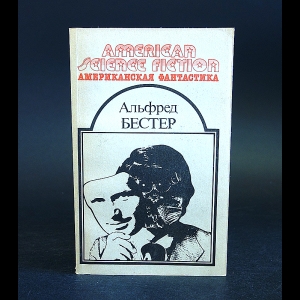 AMERICAN
SCIENCE FICTION
АМЕРИКАНСКАЯ ФАНТАСТИКА
Альфред
БЕСТЕР